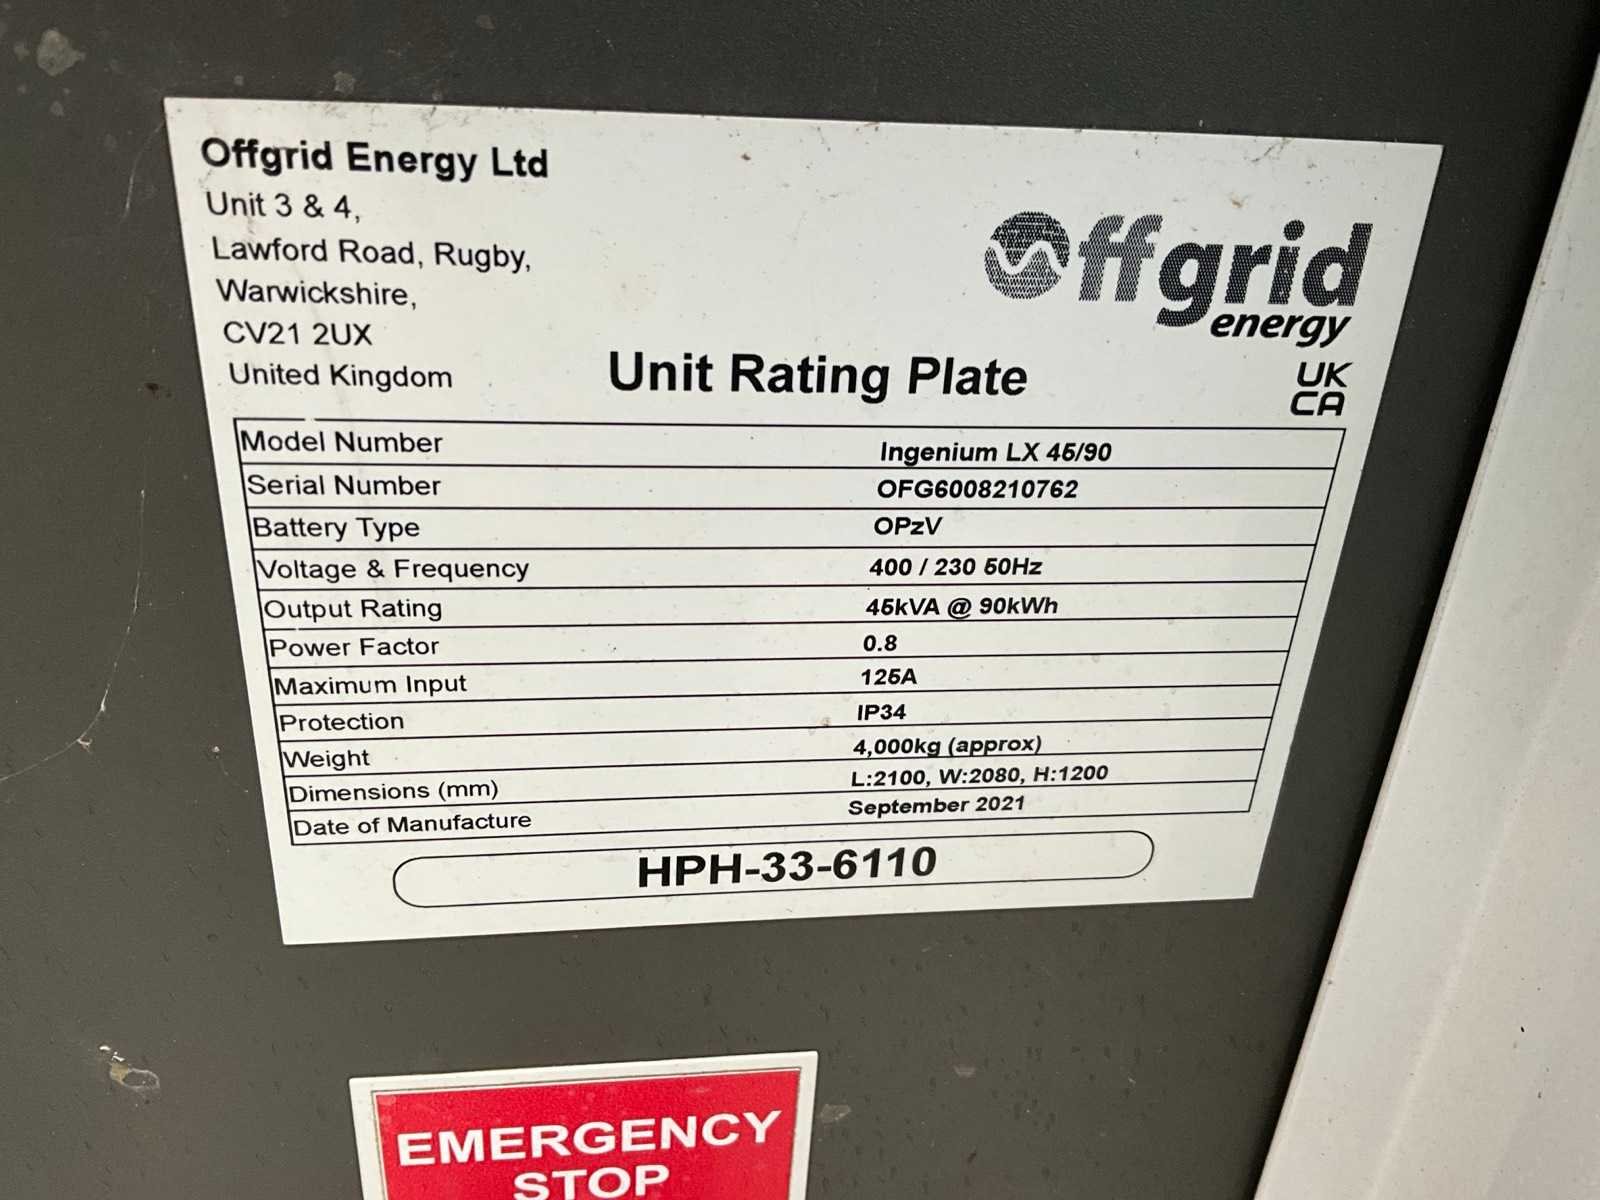 Offgrid Energy Ltd
Unit 3 & 4,
Lawford Road, Rugby,
Warwickshire,
CV21 2UX
United Kingdom
Offgrid
energy
UK
CA
Unit Rating Plate
Model Number Ingenium LX 45/90
Serial Number OFG6008210762
Battery Type OPzV
Voltage & Frequency 400 / 230 50Hz
Output Rating 45kVA @ 90kWh
Power Factor 0.8
Maximum Input 125A
Protection IP34
Weight 4,000kg (approx)
Dimensions (mm) L:2100, W:2080, H:1200
Date of Manufacture September 2021
HPH-33-6110
EMERGENCY
STOP